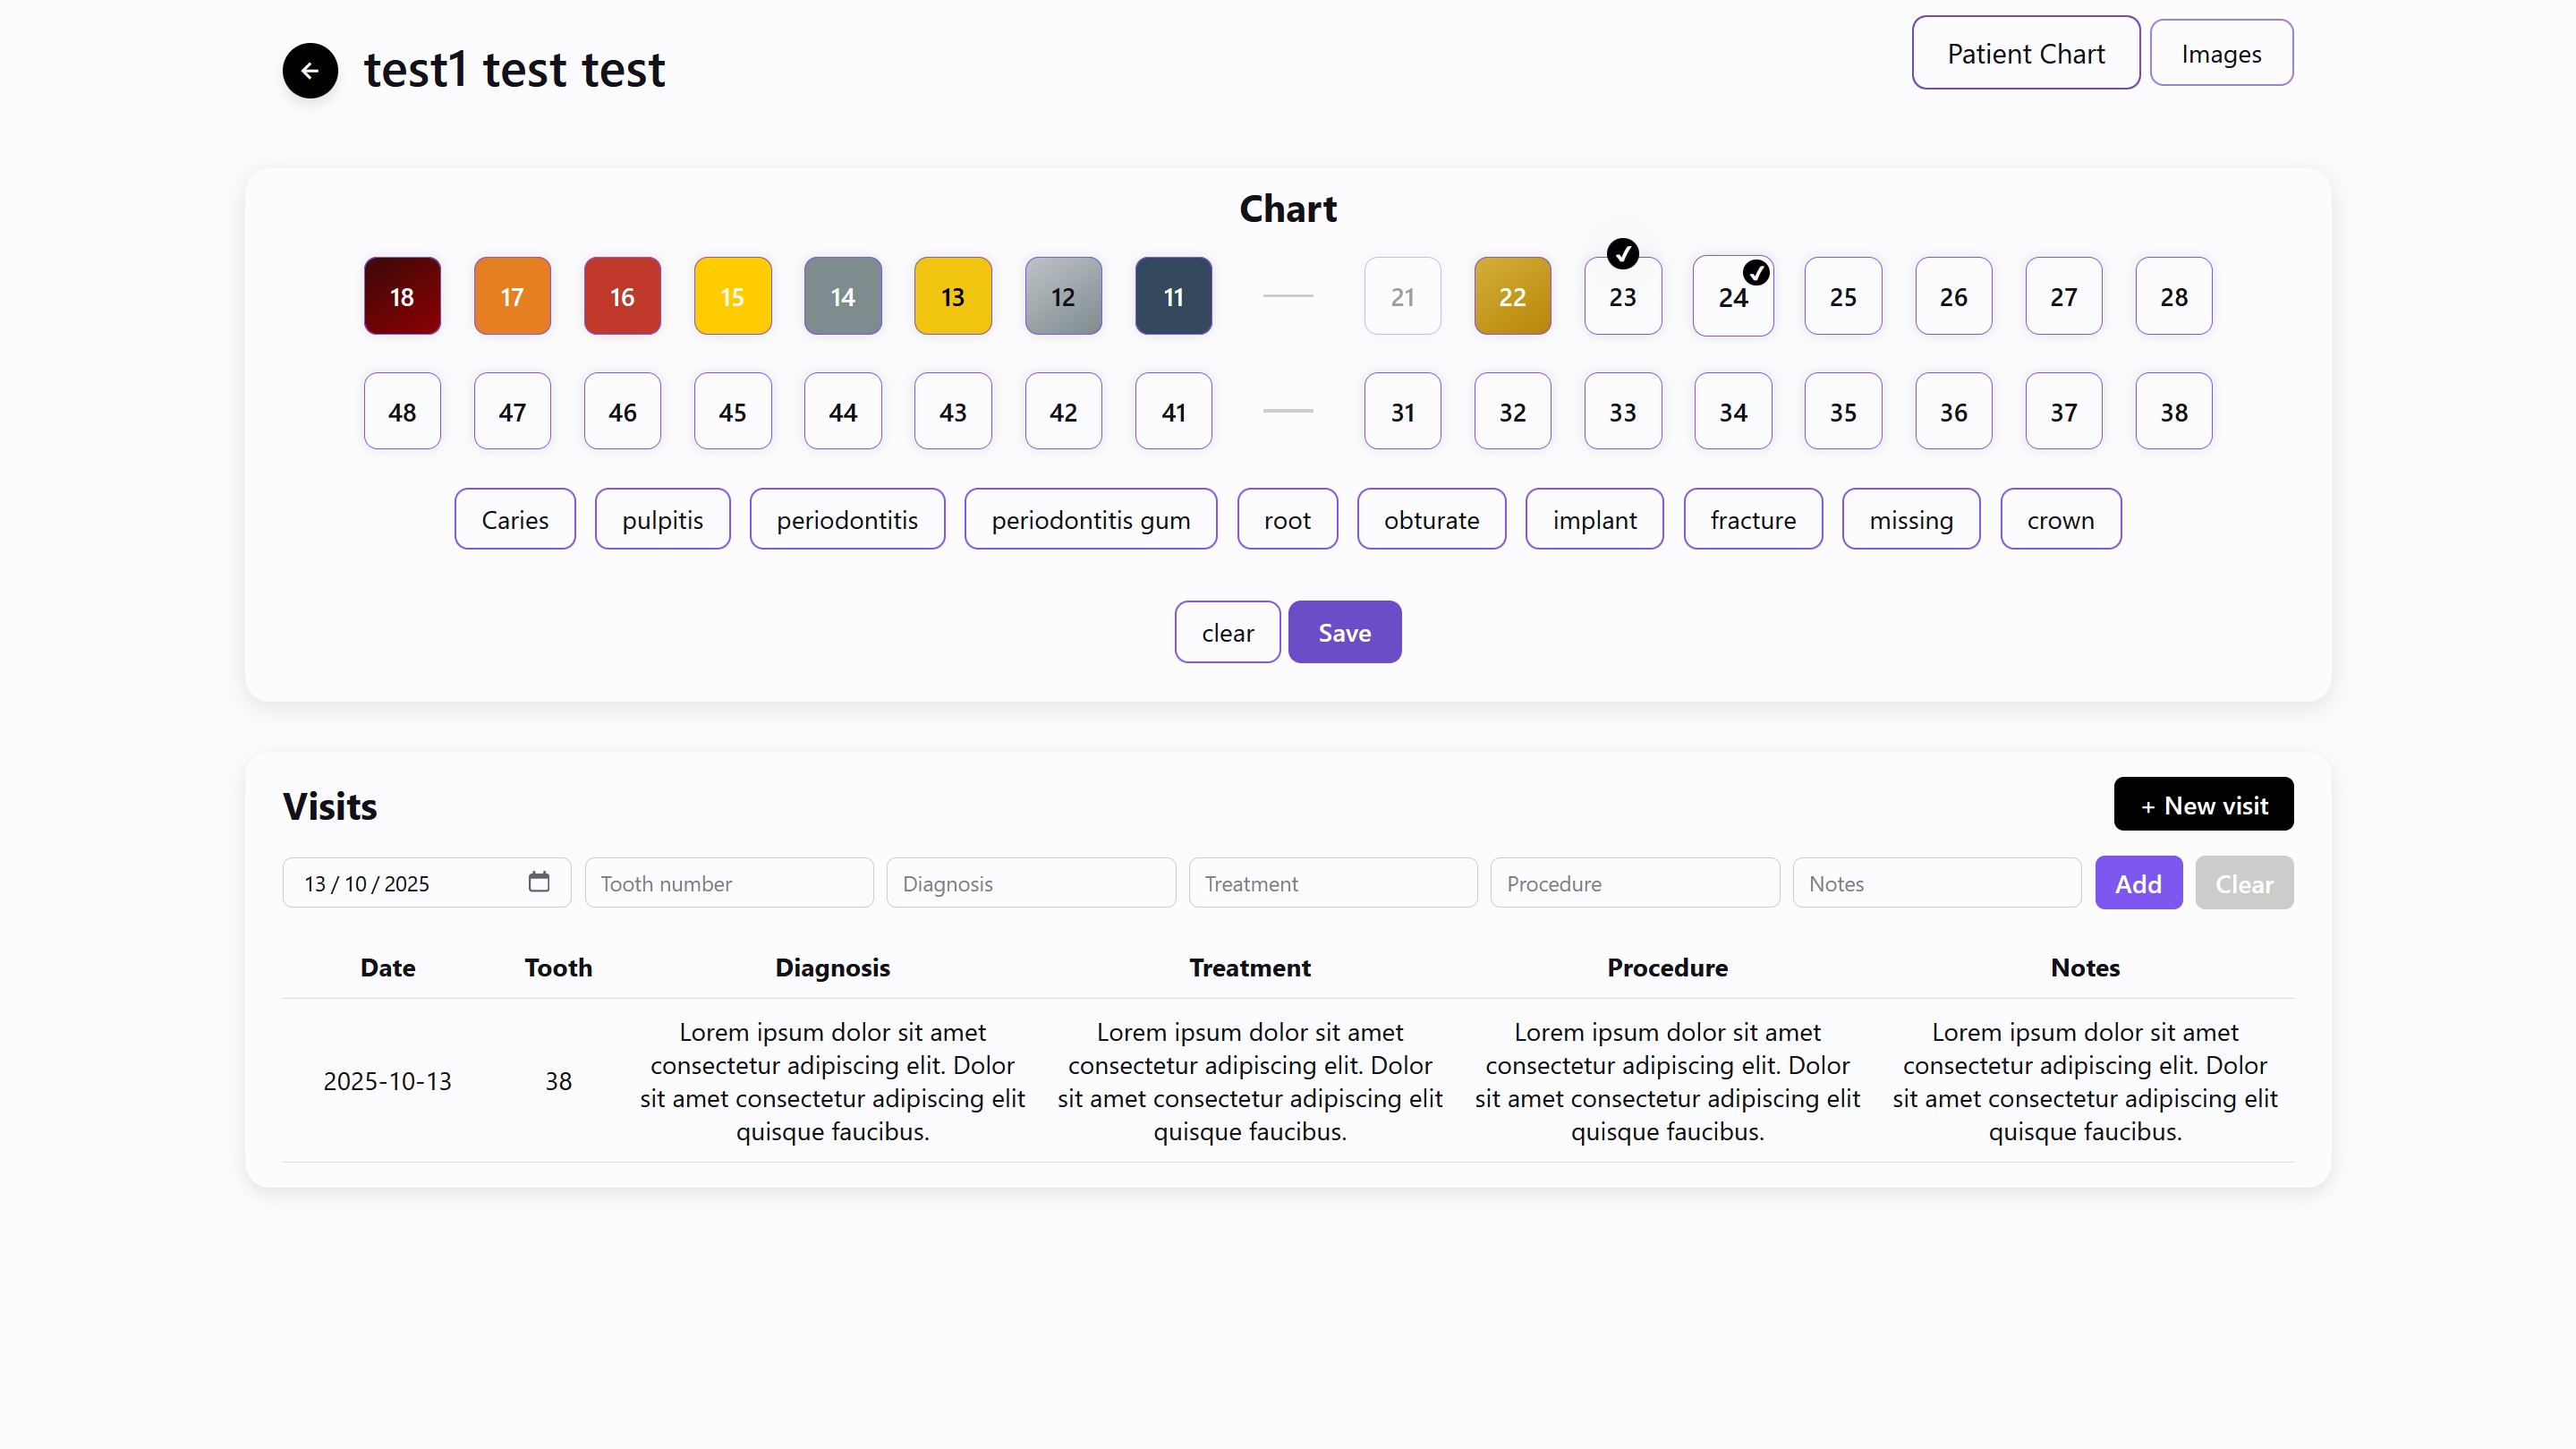 test1 test test
Patient Chart Images
Chart
18 17 16 15 14 13 12 11 21 22 23 24 25 26 27 28
48 47 46 45 44 43 42 41 31 32 33 34 35 36 37 38
Caries pulpitis periodontitis periodontitis gum root obturate implant fracture missing crown
clear Save
Visits
+ New visit
13 / 10 / 2025 Tooth number Diagnosis Treatment Procedure Notes Add Clear
Date Tooth Diagnosis Treatment Procedure Notes
2025-10-13
38
Lorem ipsum dolor sit amet
consectetur adipiscing elit. Dolor
sit amet consectetur adipiscing elit
quisque faucibus.
Lorem ipsum dolor sit amet
consectetur adipiscing elit. Dolor
sit amet consectetur adipiscing elit
quisque faucibus.
Lorem ipsum dolor sit amet
consectetur adipiscing elit. Dolor
sit amet consectetur adipiscing elit
quisque faucibus.
Lorem ipsum dolor sit amet
consectetur adipiscing elit. Dolor
sit amet consectetur adipiscing elit
quisque faucibus.